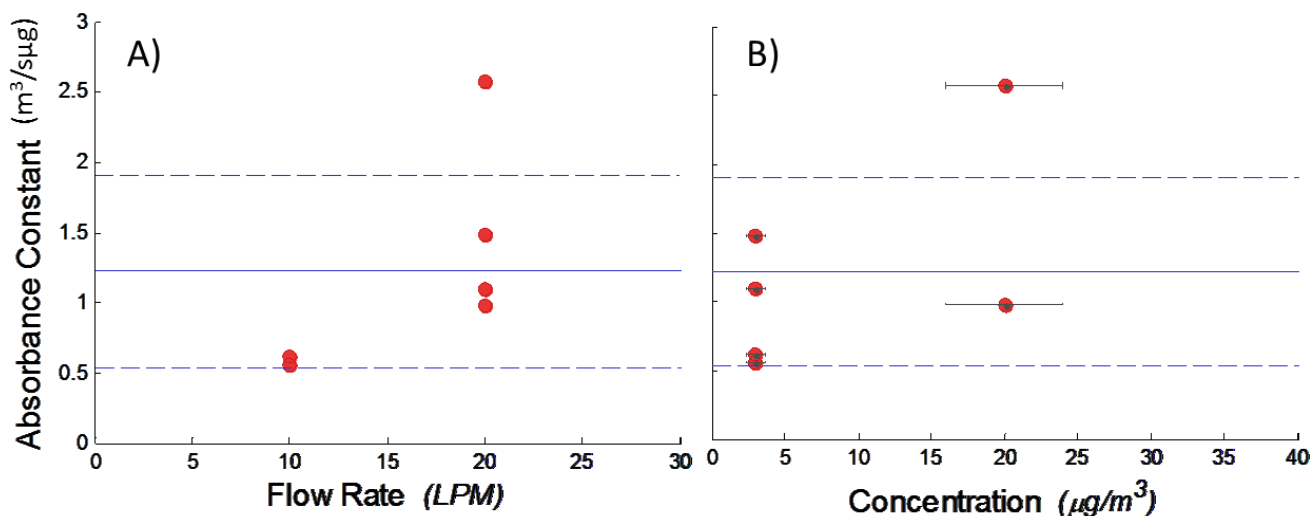 A)
3
2.5
2
1.5
1
0.5
0
0 5 10 15 20 25 30
Absorbance Constant (m³/sµg)
Flow Rate (LPM)
B)
0 5 10 15 20 25 30 35 40
Concentration (µg/m³)